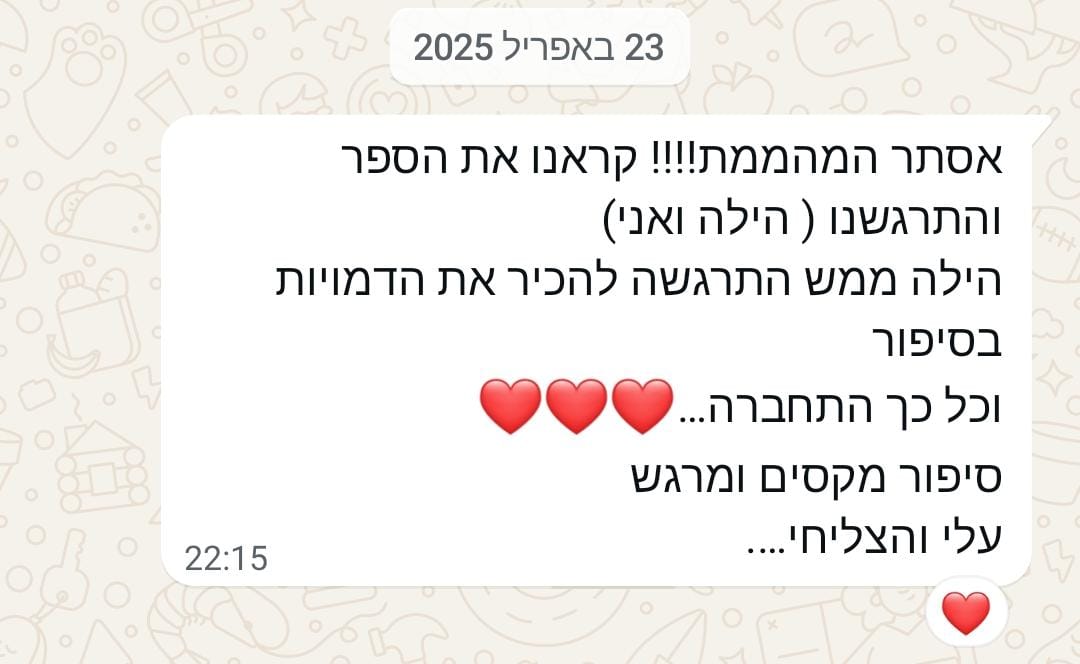 23 באפריל 2025
אסתר המהממת!!!! קראנו את הספר
והתרגשנו ( הילה ואני)
הילה ממש התרגשה להכיר את הדמויות
בסיפור
וכל כך התחברה...❤️❤️❤️
סיפור מקסים ומרגש
עלי והצליחי....
22:15
❤️